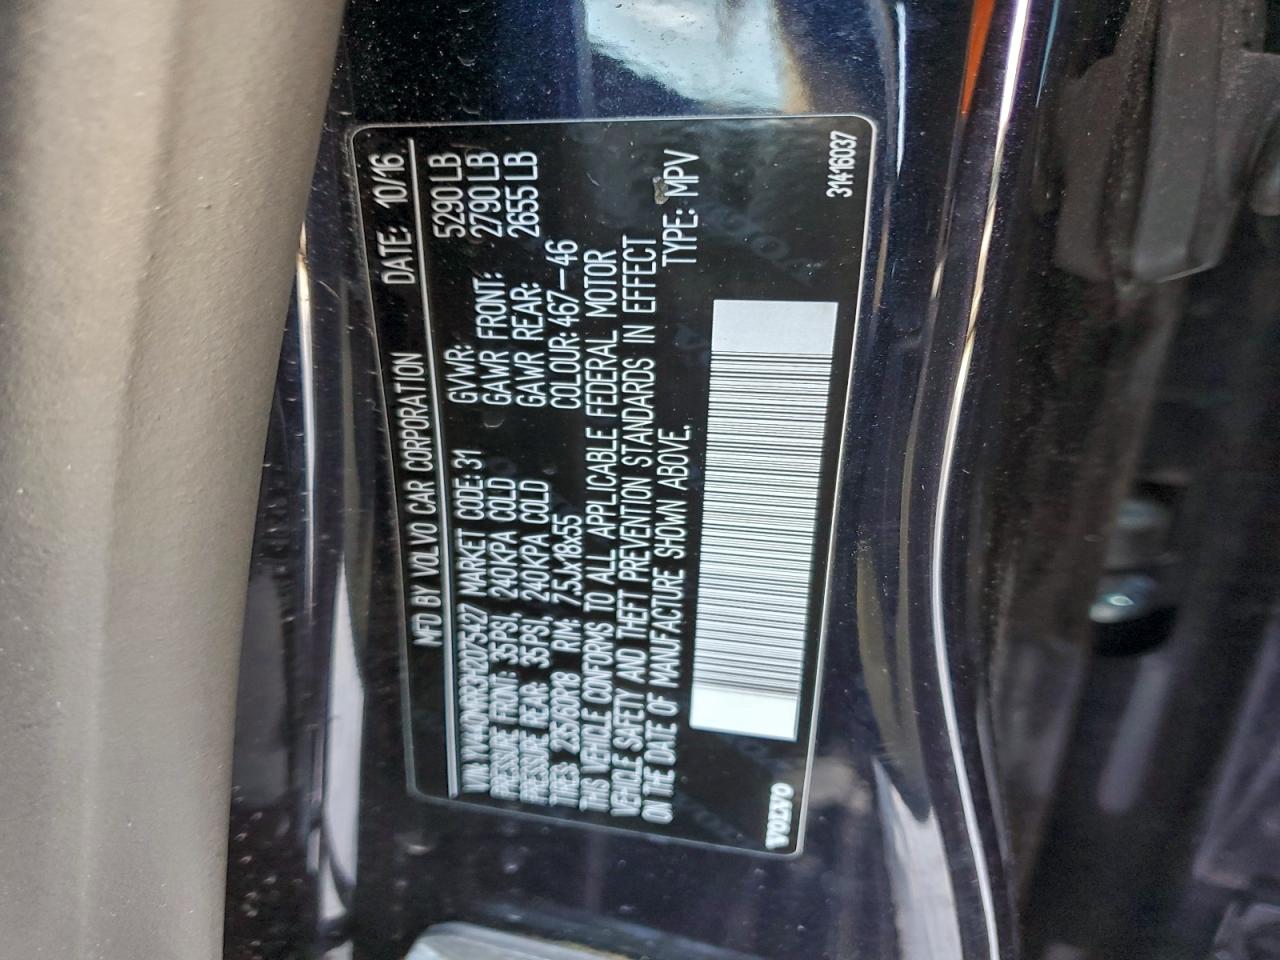 MFD BY VOLVO CAR CORPORATION DATE: 10/16
VIN: YV440MRR3H2075427 MARKET CODE: 31 GVWR: 5290 LB
PRESSURE FRONT: 35PSI, 240KPA COLD GAWR FRONT: 2790 LB
PRESSURE REAR: 35PSI, 240KPA COLD GAWR REAR: 2655 LB
TIRES: 235/60R18 RIM: 7.5Jx18x55 COLOUR: 467--46
THIS VEHICLE CONFORMS TO ALL APPLICABLE FEDERAL MOTOR
VEHICLE SAFETY AND THEFT PREVENTION STANDARDS IN EFFECT
ON THE DATE OF MANUFACTURE SHOWN ABOVE. TYPE: MPV
VOLVO 31416037